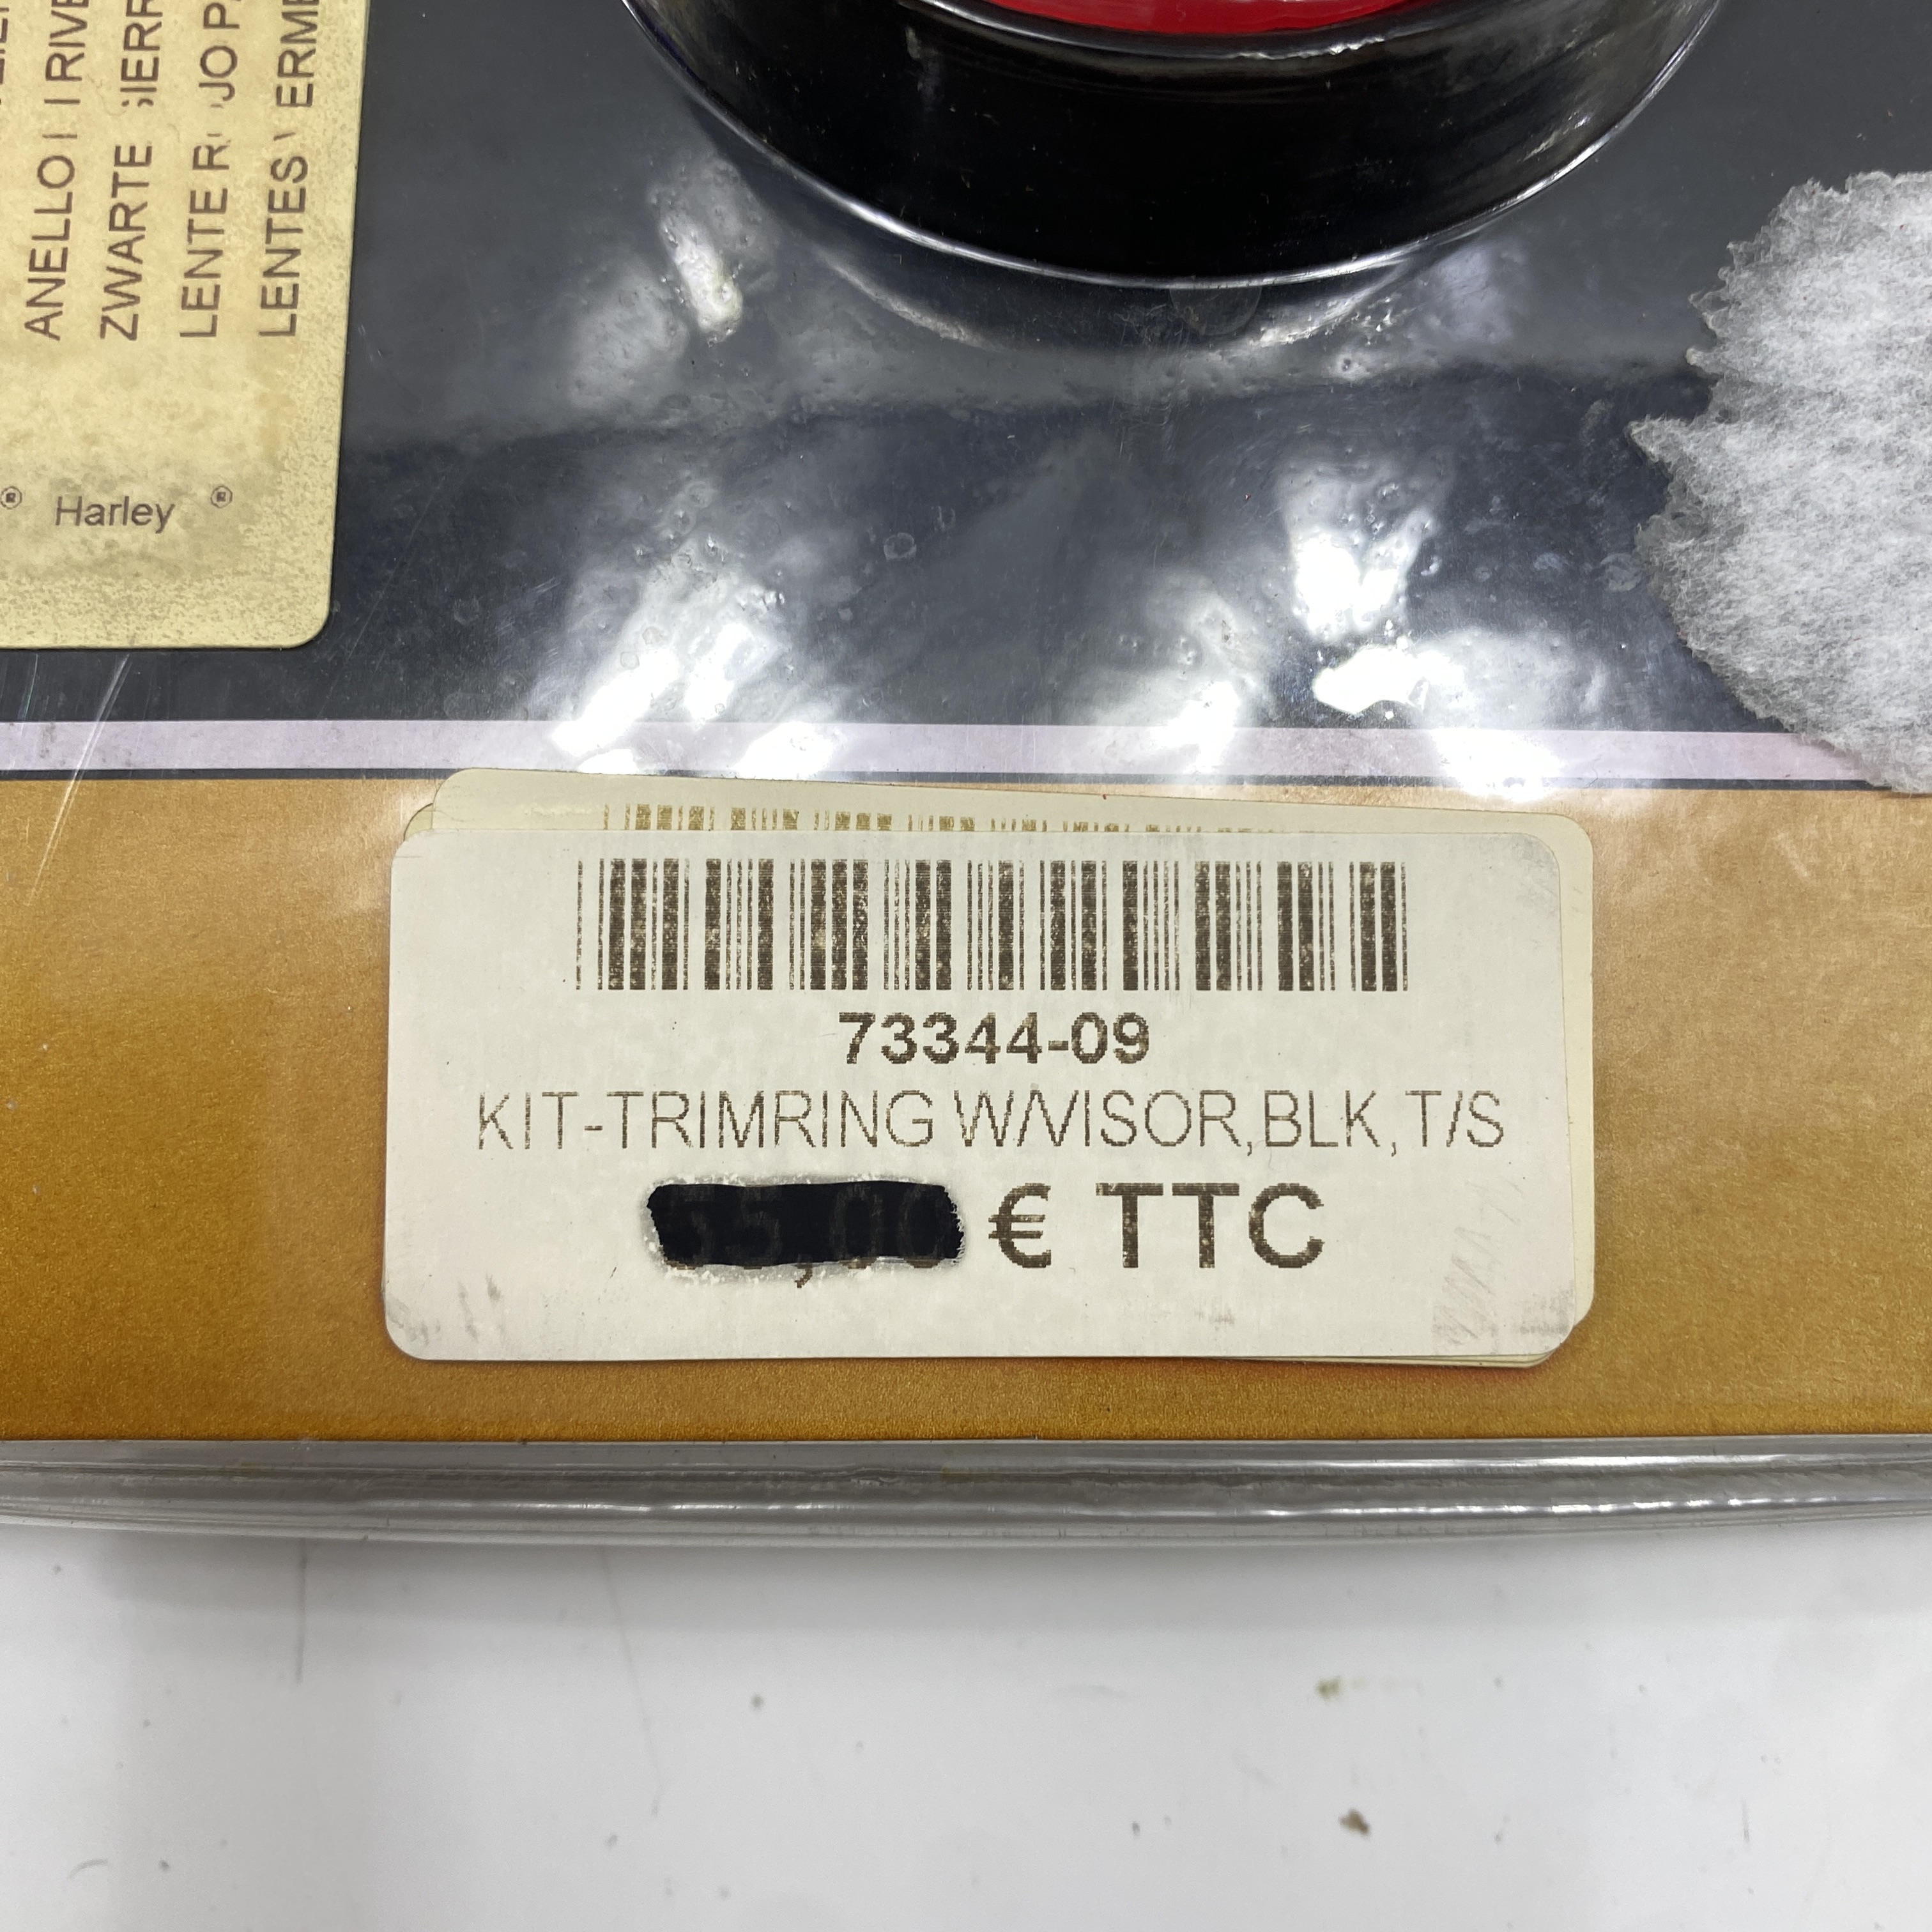 ANELLO
ZWARTE
LENTE
LENTES
® Harley ®
73344-09
KIT-TRIMRING W/VISOR,BLK,T/S
€ TTC